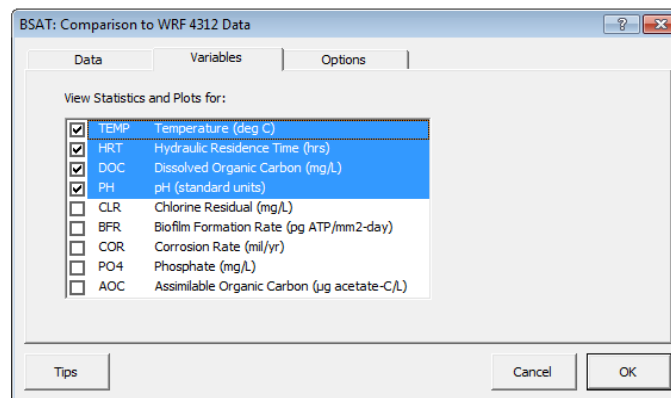 BSAT: Comparison to WRF 4312 Data
Data Variables Options
View Statistics and Plots for:
TEMP Temperature (deg C)
HRT Hydraulic Residence Time (hrs)
DOC Dissolved Organic Carbon (mg/L)
PH pH (standard units)
CLR Chlorine Residual (mg/L)
BFR Biofilm Formation Rate (pg ATP/mm2-day)
COR Corrosion Rate (mil/yr)
PO4 Phosphate (mg/L)
AOC Assimilable Organic Carbon (µg acetate-C/L)
Tips Cancel OK